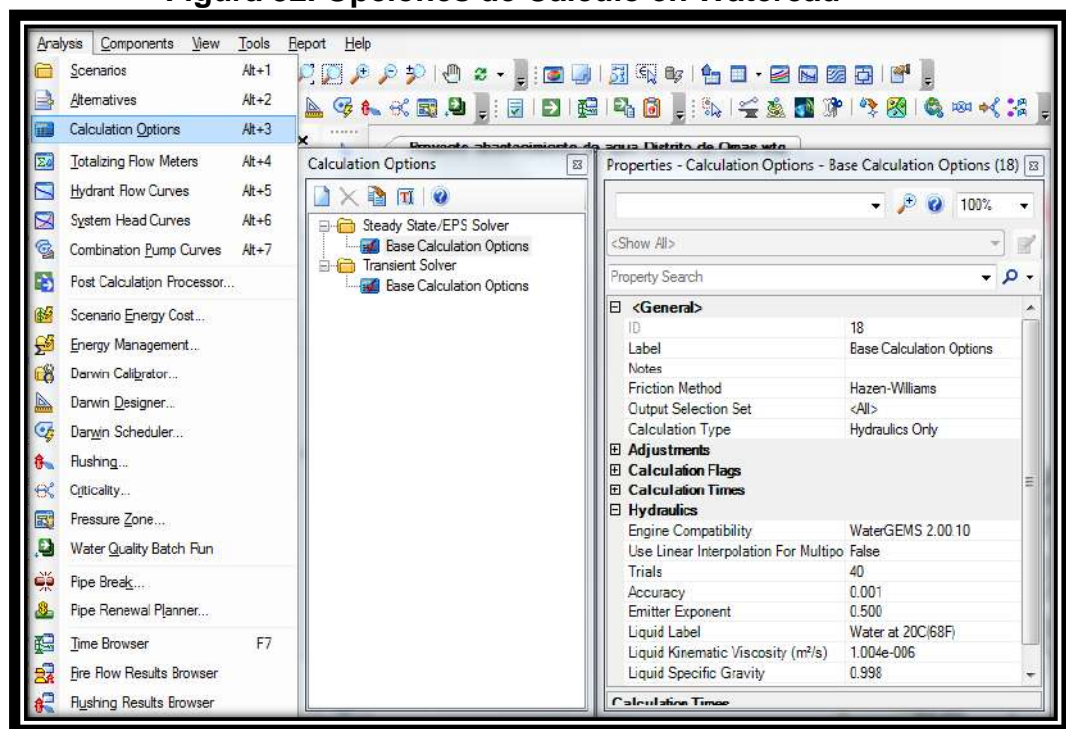 Figura 32. Opciones de Cálculo en Watercad
Analysis Components View Tools Report Help
Scenarios Alt+1
Alternatives Alt+2
Calculation Options Alt+3
Totalizing Flow Meters Alt+4
Hydrant Flow Curves Alt+5
System Head Curves Alt+6
Combination Pump Curves Alt+7
Post Calculation Processor...
Scenario Energy Cost...
Energy Management...
Darwin Calibrator...
Darwin Designer...
Darwin Scheduler...
Flushing...
Criticality...
Pressure Zone...
Water Quality Batch Run
Pipe Break...
Pipe Renewal Planner...
Time Browser F7
Fire Flow Results Browser
Flushing Results Browser
Proyecto abastecimiento de agua Distrito de Omas.wtg
Calculation Options
Steady State/EPS Solver
Base Calculation Options
Transient Solver
Base Calculation Options
Properties - Calculation Options - Base Calculation Options (18)
100%
<Show All>
Property Search
<General>
ID 18
Label Base Calculation Options
Notes
Friction Method Hazen-Williams
Output Selection Set <All>
Calculation Type Hydraulics Only
Adjustments
Calculation Flags
Calculation Times
Hydraulics
Engine Compatibility WaterGEMS 2.00.10
Use Linear Interpolation For Multipo False
Trials 40
Accuracy 0.001
Emitter Exponent 0.500
Liquid Label Water at 20C(68F)
Liquid Kinematic Viscosity (m²/s) 1.004e-006
Liquid Specific Gravity 0.998
Calculation Times